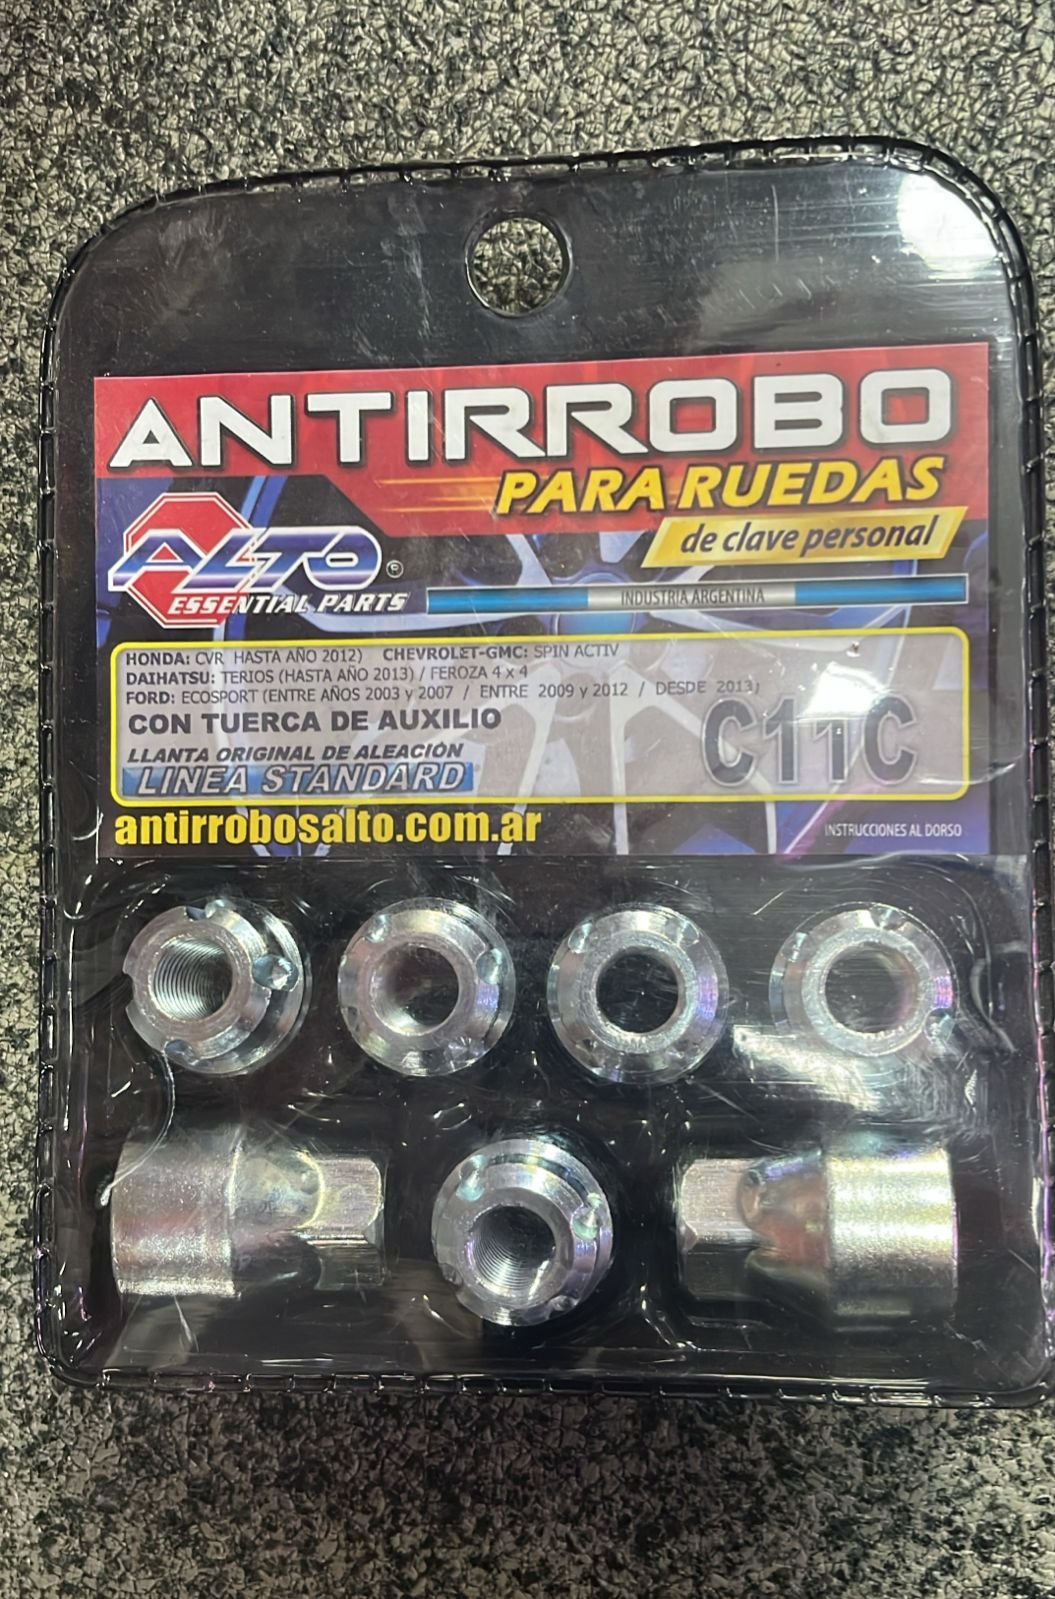 ANTIRROBO
PARA RUEDAS
de clave personal
ALTO ®
ESSENTIAL PARTS
INDUSTRIA ARGENTINA
HONDA: CVR HASTA AÑO 2012) CHEVROLET-GMC: SPIN ACTIV
DAIHATSU: TERIOS (HASTA AÑO 2013) / FEROZA 4 x 4
FORD: ECOSPORT (ENTRE AÑOS 2003 y 2007 / ENTRE 2009 y 2012 / DESDE 2013)
CON TUERCA DE AUXILIO
C11C
LLANTA ORIGINAL DE ALEACIÓN
LINEA STANDARD
antirrobosalto.com.ar
INSTRUCCIONES AL DORSO